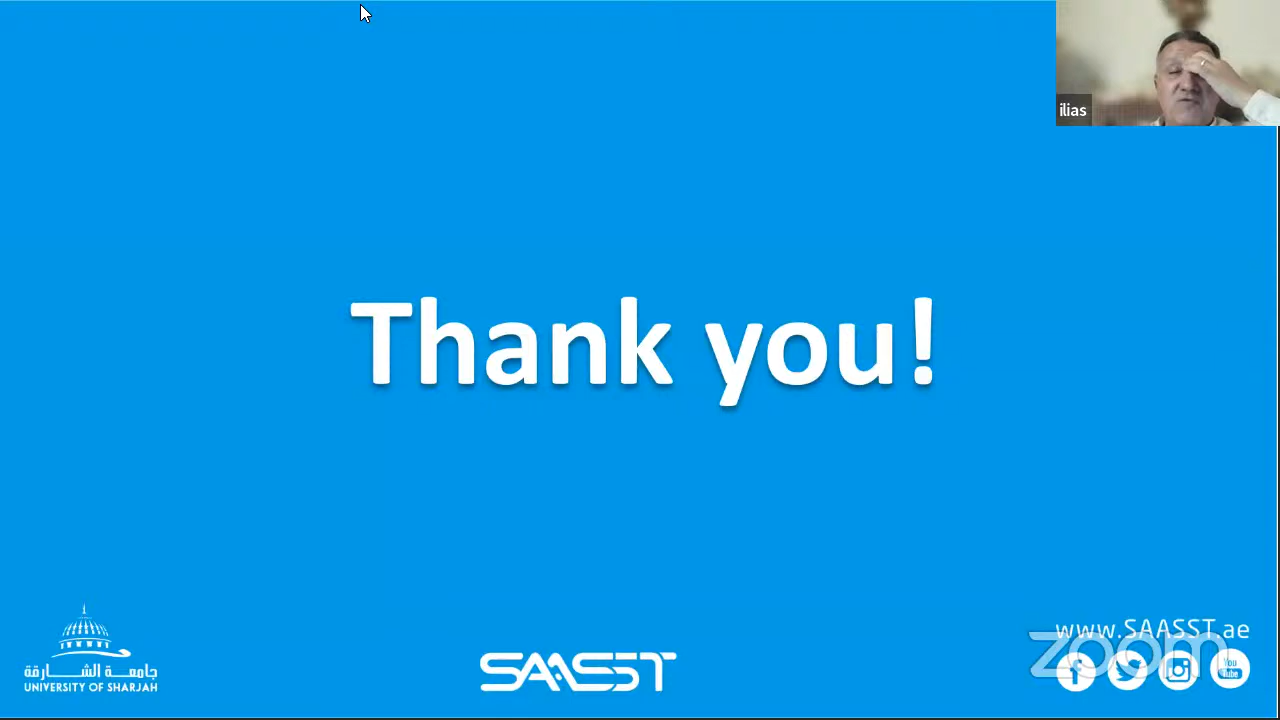 ilias
Thank you!
جامعة الشارقة
UNIVERSITY OF SHARJAH
SAASST
www.SAASST.ae
zoom
You
Tube